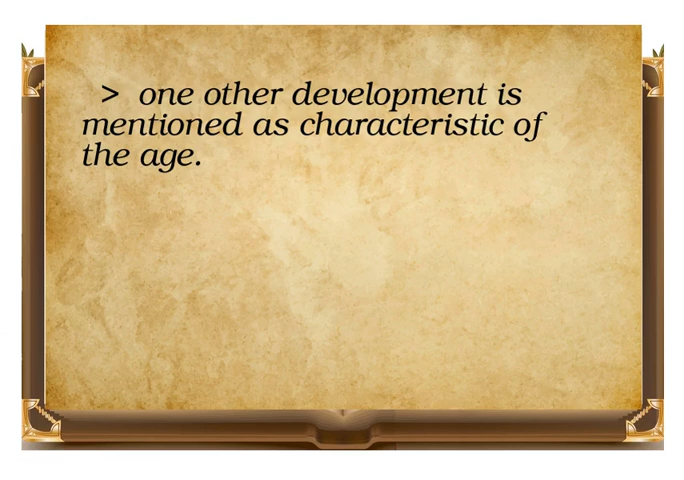 > one other development is
mentioned as characteristic of
the age.